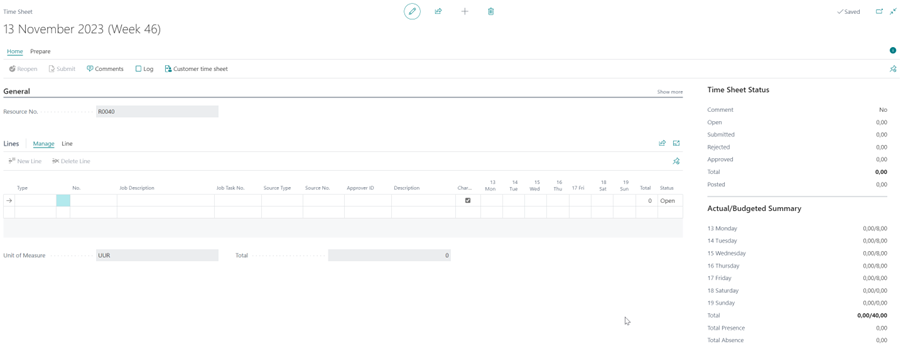 Time Sheet
Saved
13 November 2023 (Week 46)
Home Prepare
Reopen Submit Comments Log Customer time sheet
General
Show more
Resource No. R0040
Lines Manage Line
New Line Delete Line
Type No. Job Description Job Task No. Source Type Source No. Approver ID Description Char... 13 Mon 14 Tue 15 Wed 16 Thu 17 Fri 18 Sat 19 Sun Total Status
0 Open
Unit of Measure UUR Total 0
Time Sheet Status
Comment No
Open 0,00
Submitted 0,00
Rejected 0,00
Approved 0,00
Total 0,00
Posted 0,00
Actual/Budgeted Summary
13 Monday 0,00/8,00
14 Tuesday 0,00/8,00
15 Wednesday 0,00/8,00
16 Thursday 0,00/8,00
17 Friday 0,00/8,00
18 Saturday 0,00/0,00
19 Sunday 0,00/0,00
Total 0,00/40,00
Total Presence 0,00
Total Absence 0,00